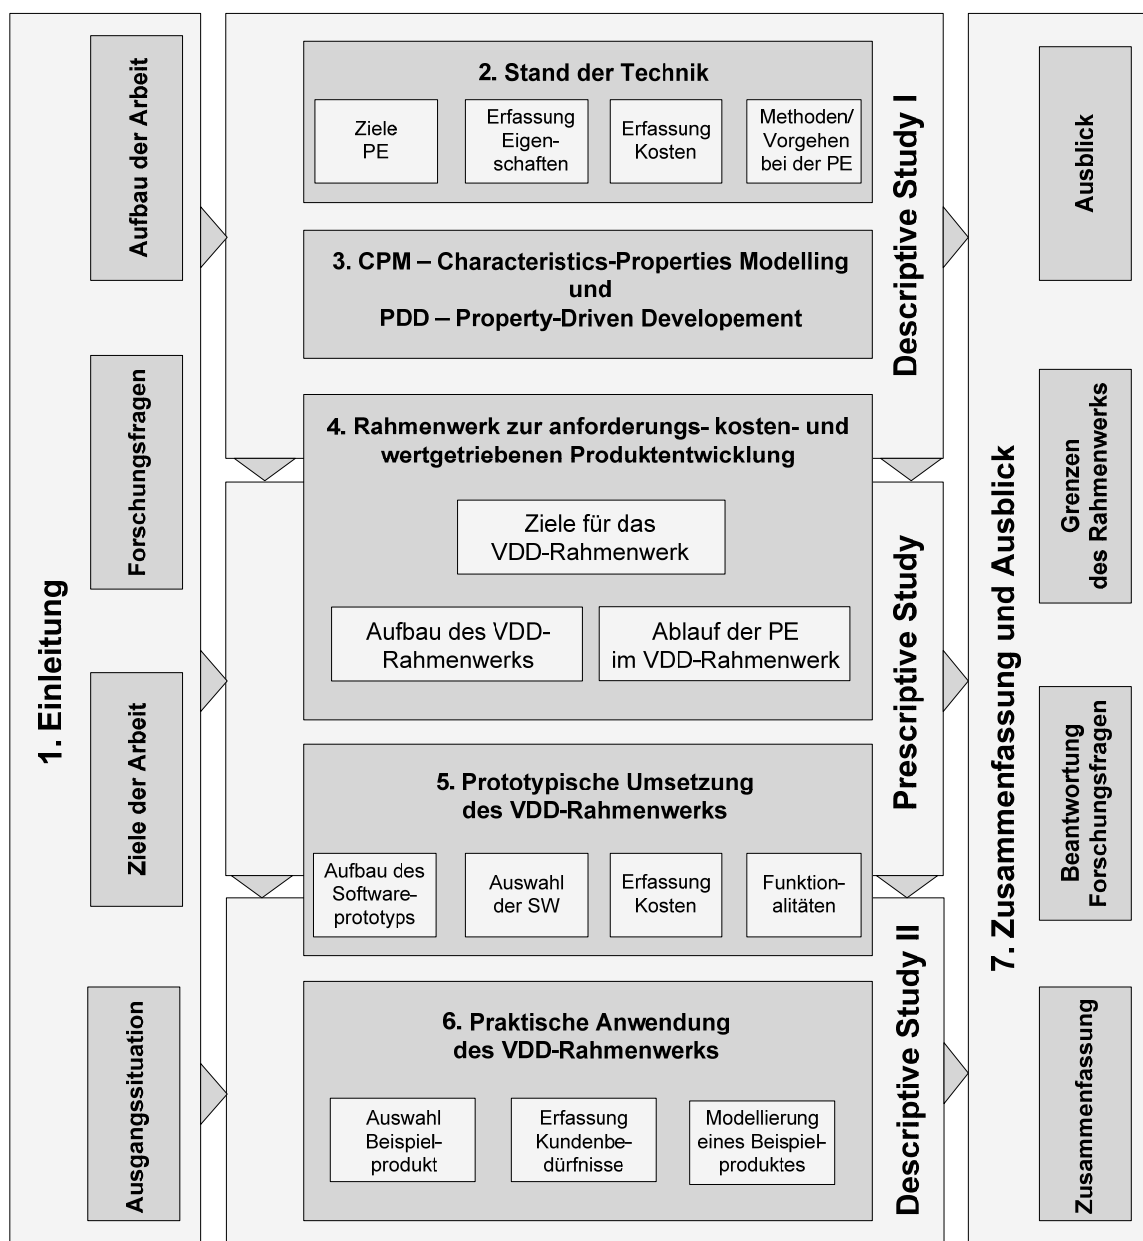 1. Einleitung
Aufbau der Arbeit
Forschungsfragen
Ziele der Arbeit
Ausgangssituation
Descriptive Study I
2. Stand der Technik
Ziele
PE
Erfassung
Eigen-
schaften
Erfassung
Kosten
Methoden/
Vorgehen
bei der PE
3. CPM – Characteristics-Properties Modelling
und
PDD – Property-Driven Developement
4. Rahmenwerk zur anforderungs- kosten- und
wertgetriebenen Produktentwicklung
Ziele für das
VDD-Rahmenwerk
Aufbau des VDD-
Rahmenwerks
Ablauf der PE
im VDD-Rahmenwerk
Prescriptive Study
5. Prototypische Umsetzung
des VDD-Rahmenwerks
Aufbau des
Software-
prototyps
Auswahl
der SW
Erfassung
Kosten
Funktion-
alitäten
Descriptive Study II
6. Praktische Anwendung
des VDD-Rahmenwerks
Auswahl
Beispiel-
produkt
Erfassung
Kundenbe-
dürfnisse
Modellierung
eines Beispiel-
produktes
7. Zusammenfassung und Ausblick
Ausblick
Grenzen
des Rahmenwerks
Beantwortung
Forschungsfragen
Zusammenfassung